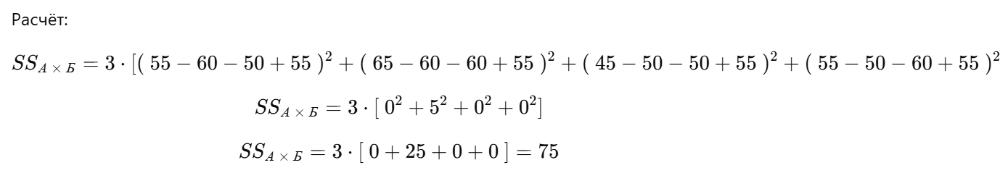 Расчёт:
SS_{А × Б} = 3 · [( 55 − 60 − 50 + 55 )² + ( 65 − 60 − 60 + 55 )² + ( 45 − 50 − 50 + 55 )² + ( 55 − 50 − 60 + 55 )²
SS_{А × Б} = 3 · [ 0² + 5² + 0² + 0²]
SS_{А × Б} = 3 · [ 0 + 25 + 0 + 0 ] = 75